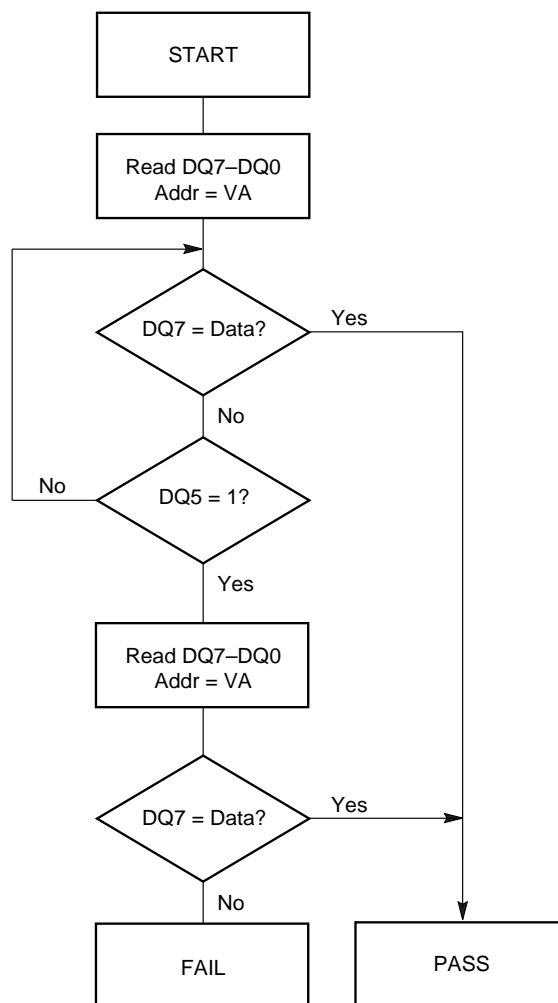 START
Read DQ7–DQ0
Addr = VA
DQ7 = Data?
Yes
No
No
DQ5 = 1?
Yes
Read DQ7–DQ0
Addr = VA
DQ7 = Data?
Yes
No
FAIL
PASS